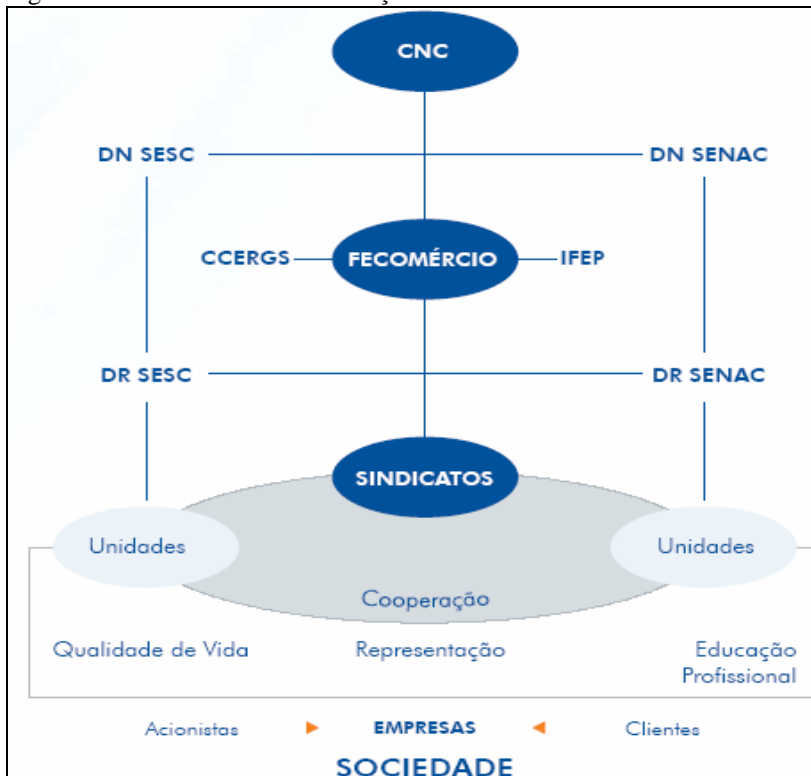 CNC
DN SESC DN SENAC
CCERGS FECOMÉRCIO IFEP
DR SESC DR SENAC
SINDICATOS
Unidades Unidades
Cooperação
Qualidade de Vida Representação Educação
Profissional
Acionistas EMPRESAS Clientes
SOCIEDADE